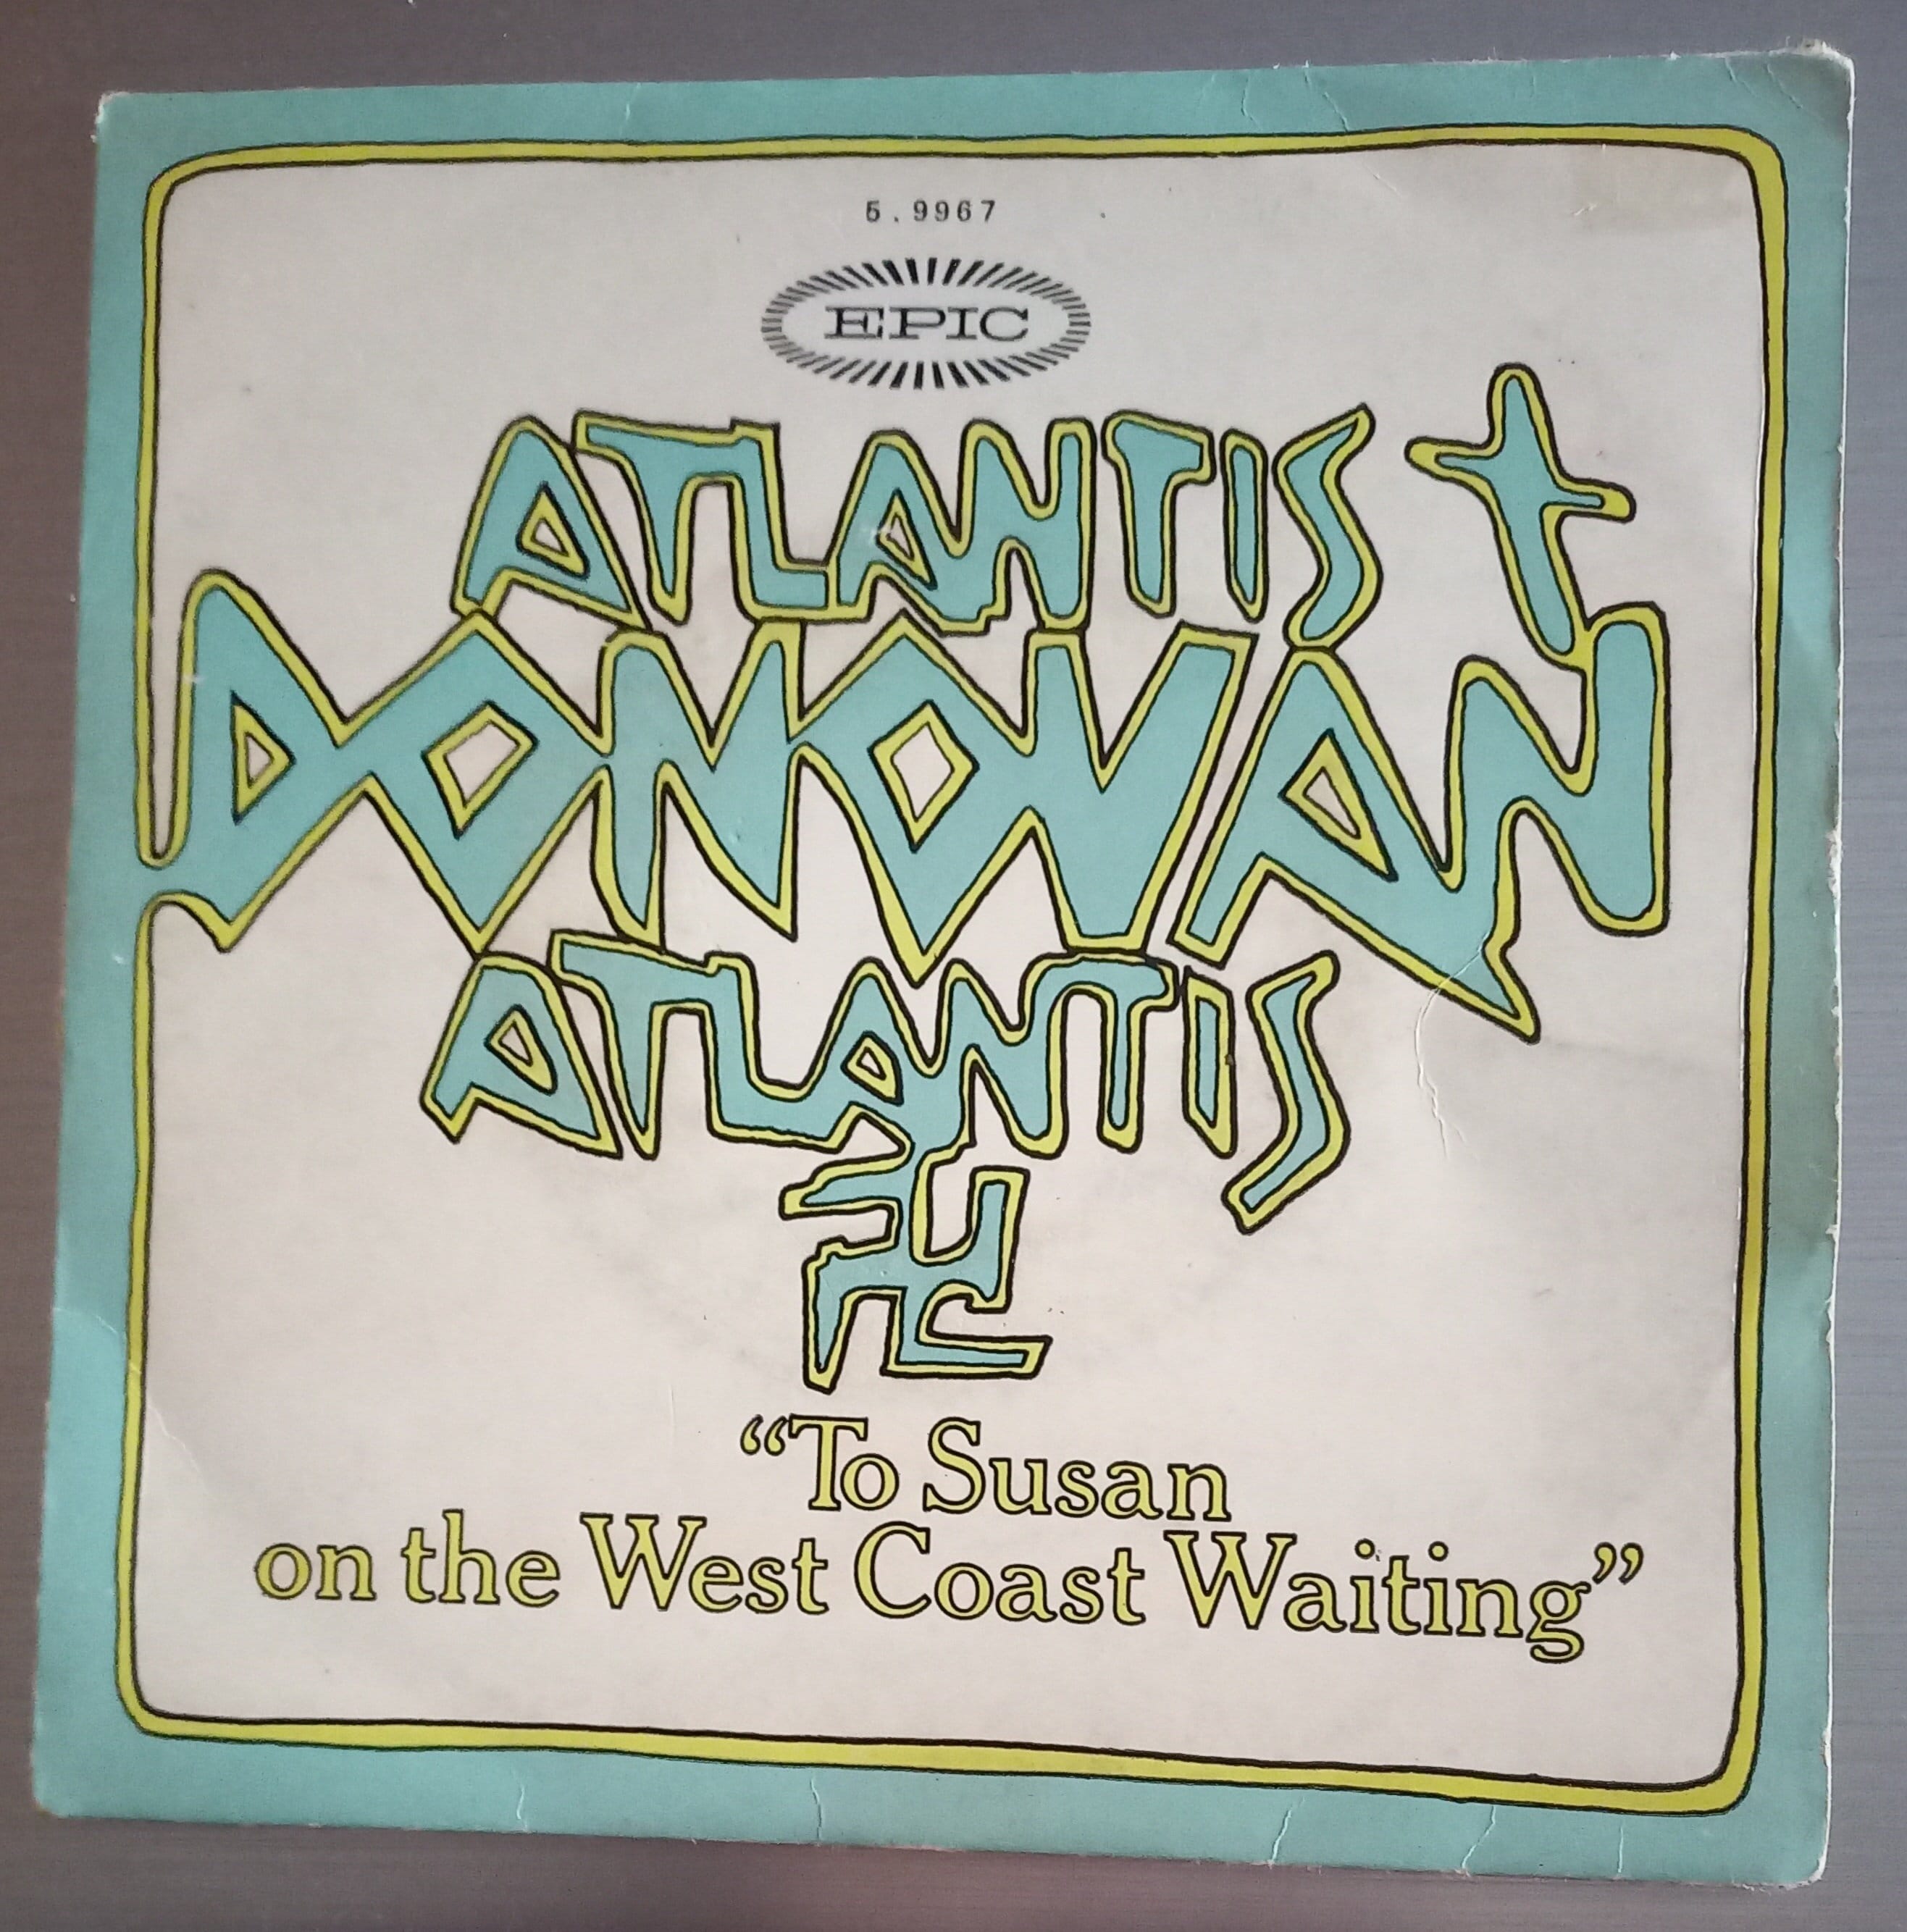 5.9967
EPIC
ATLANTIS
DONOVAN
ATLANTIS
“To Susan
on the West Coast Waiting”